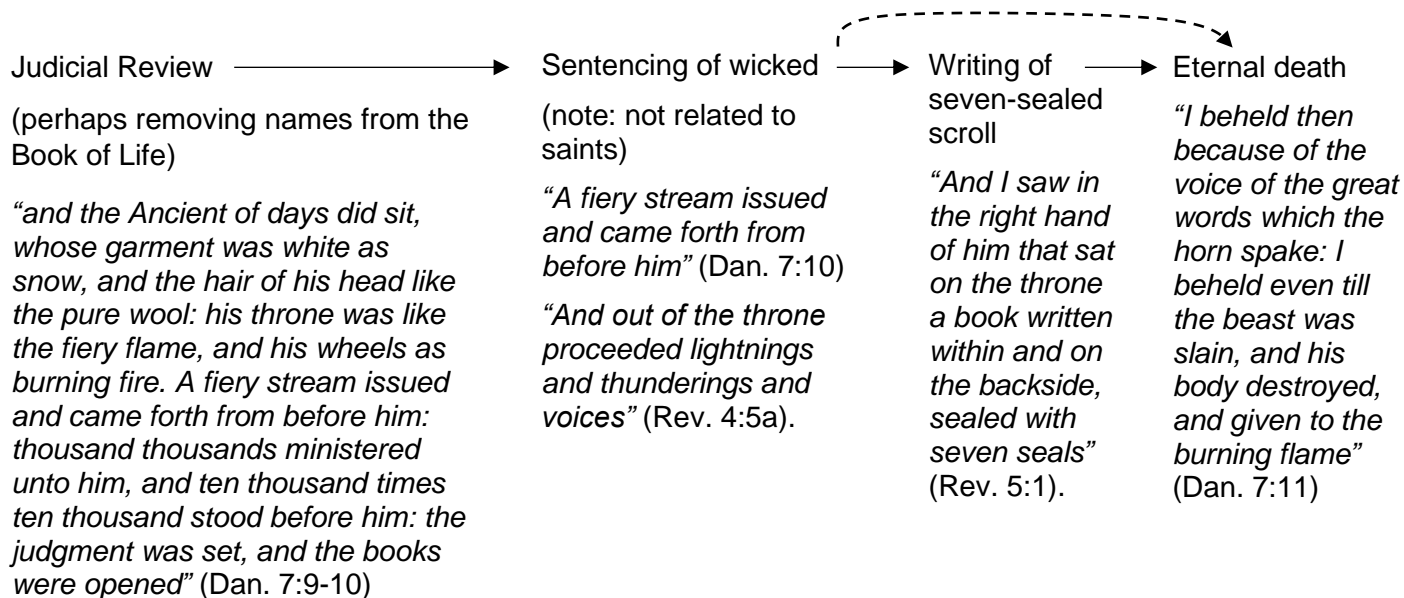 Judicial Review
(perhaps removing names from the
Book of Life)
“and the Ancient of days did sit,
whose garment was white as
snow, and the hair of his head like
the pure wool: his throne was like
the fiery flame, and his wheels as
burning fire. A fiery stream issued
and came forth from before him:
thousand thousands ministered
unto him, and ten thousand times
ten thousand stood before him: the
judgment was set, and the books
were opened” (Dan. 7:9-10)
Sentencing of wicked
(note: not related to
saints)
“A fiery stream issued
and came forth from
before him” (Dan. 7:10)
“And out of the throne
proceeded lightnings
and thunderings and
voices” (Rev. 4:5a).
Writing of
seven-sealed
scroll
“And I saw in
the right hand
of him that sat
on the throne
a book written
within and on
the backside,
sealed with
seven seals”
(Rev. 5:1).
Eternal death
“I beheld then
because of the
voice of the great
words which the
horn spake: I
beheld even till
the beast was
slain, and his
body destroyed,
and given to the
burning flame”
(Dan. 7:11)